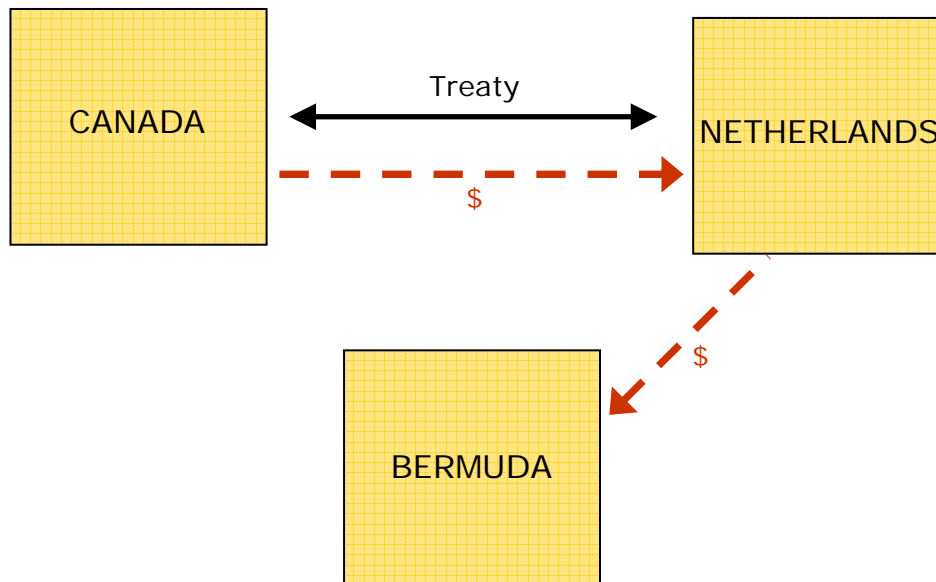 Treaty
CANADA
NETHERLANDS
$
$
BERMUDA